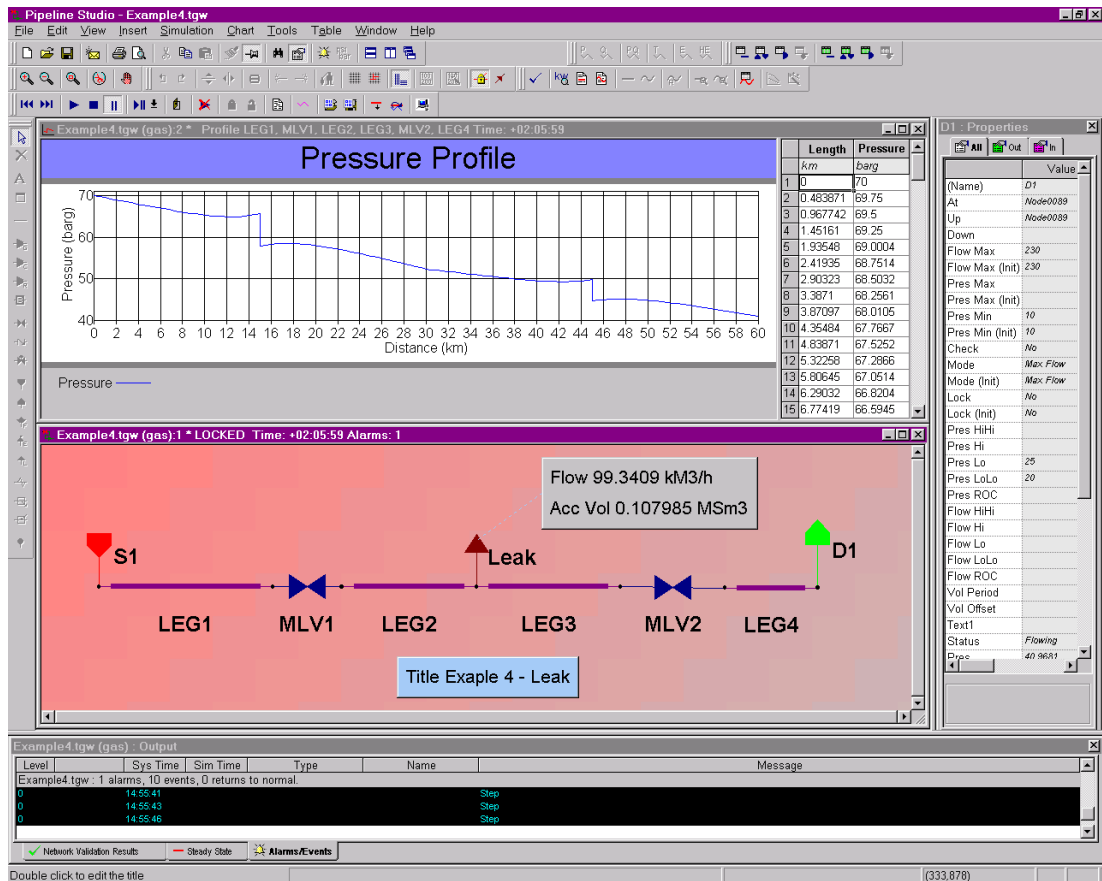 Pipeline Studio - Example4.tgw
File Edit View Insert Simulation Chart Tools Table Window Help
Example4.tgw (gas):2 * Profile LEG1, MLV1, LEG2, LEG3, MLV2, LEG4 Time: +02:05:59
Pressure Profile
Pressure (barg)
70
60
50
40
0 2 4 6 8 10 12 14 16 18 20 22 24 26 28 30 32 34 36 38 40 42 44 46 48 50 52 54 56 58 60
Distance (km)
Pressure
Length Pressure
km barg
1 0 70
2 0.483871 69.75
3 0.967742 69.5
4 1.45161 69.25
5 1.93548 69.0004
6 2.41935 68.7514
7 2.90323 68.5032
8 3.3871 68.2561
9 3.87097 68.0105
10 4.35484 67.7667
11 4.83871 67.5252
12 5.32258 67.2866
13 5.80645 67.0514
14 6.29032 66.8204
15 6.77419 66.5945
D1 : Properties
All Out In
Value
(Name) D1
At Node0089
Up Node0089
Down
Flow Max 230
Flow Max (Init) 230
Pres Max
Pres Max (Init)
Pres Min 10
Pres Min (Init) 10
Check No
Mode Max Flow
Mode (Init) Max Flow
Lock No
Lock (Init) No
Pres HiHi
Pres Hi
Pres Lo 25
Pres LoLo 20
Pres ROC
Flow HiHi
Flow Hi
Flow Lo
Flow LoLo
Flow ROC
Vol Period
Vol Offset
Text1
Status Flowing
Pres 40.9681
Example4.tgw (gas):1 * LOCKED Time: +02:05:59 Alarms: 1
Flow 99.3409 kM3/h
Acc Vol 0.107985 MSm3
S1
Leak
D1
LEG1 MLV1 LEG2 LEG3 MLV2 LEG4
Title Exaple 4 - Leak
Example4.tgw (gas) : Output
Level Sys Time Sim Time Type Name Message
Example4.tgw : 1 alarms, 10 events, 0 returns to normal.
0 14:55:41 Step
0 14:55:43 Step
0 14:55:46 Step
Network Validation Results Steady State Alarms/Events
Double click to edit the title (333,878)